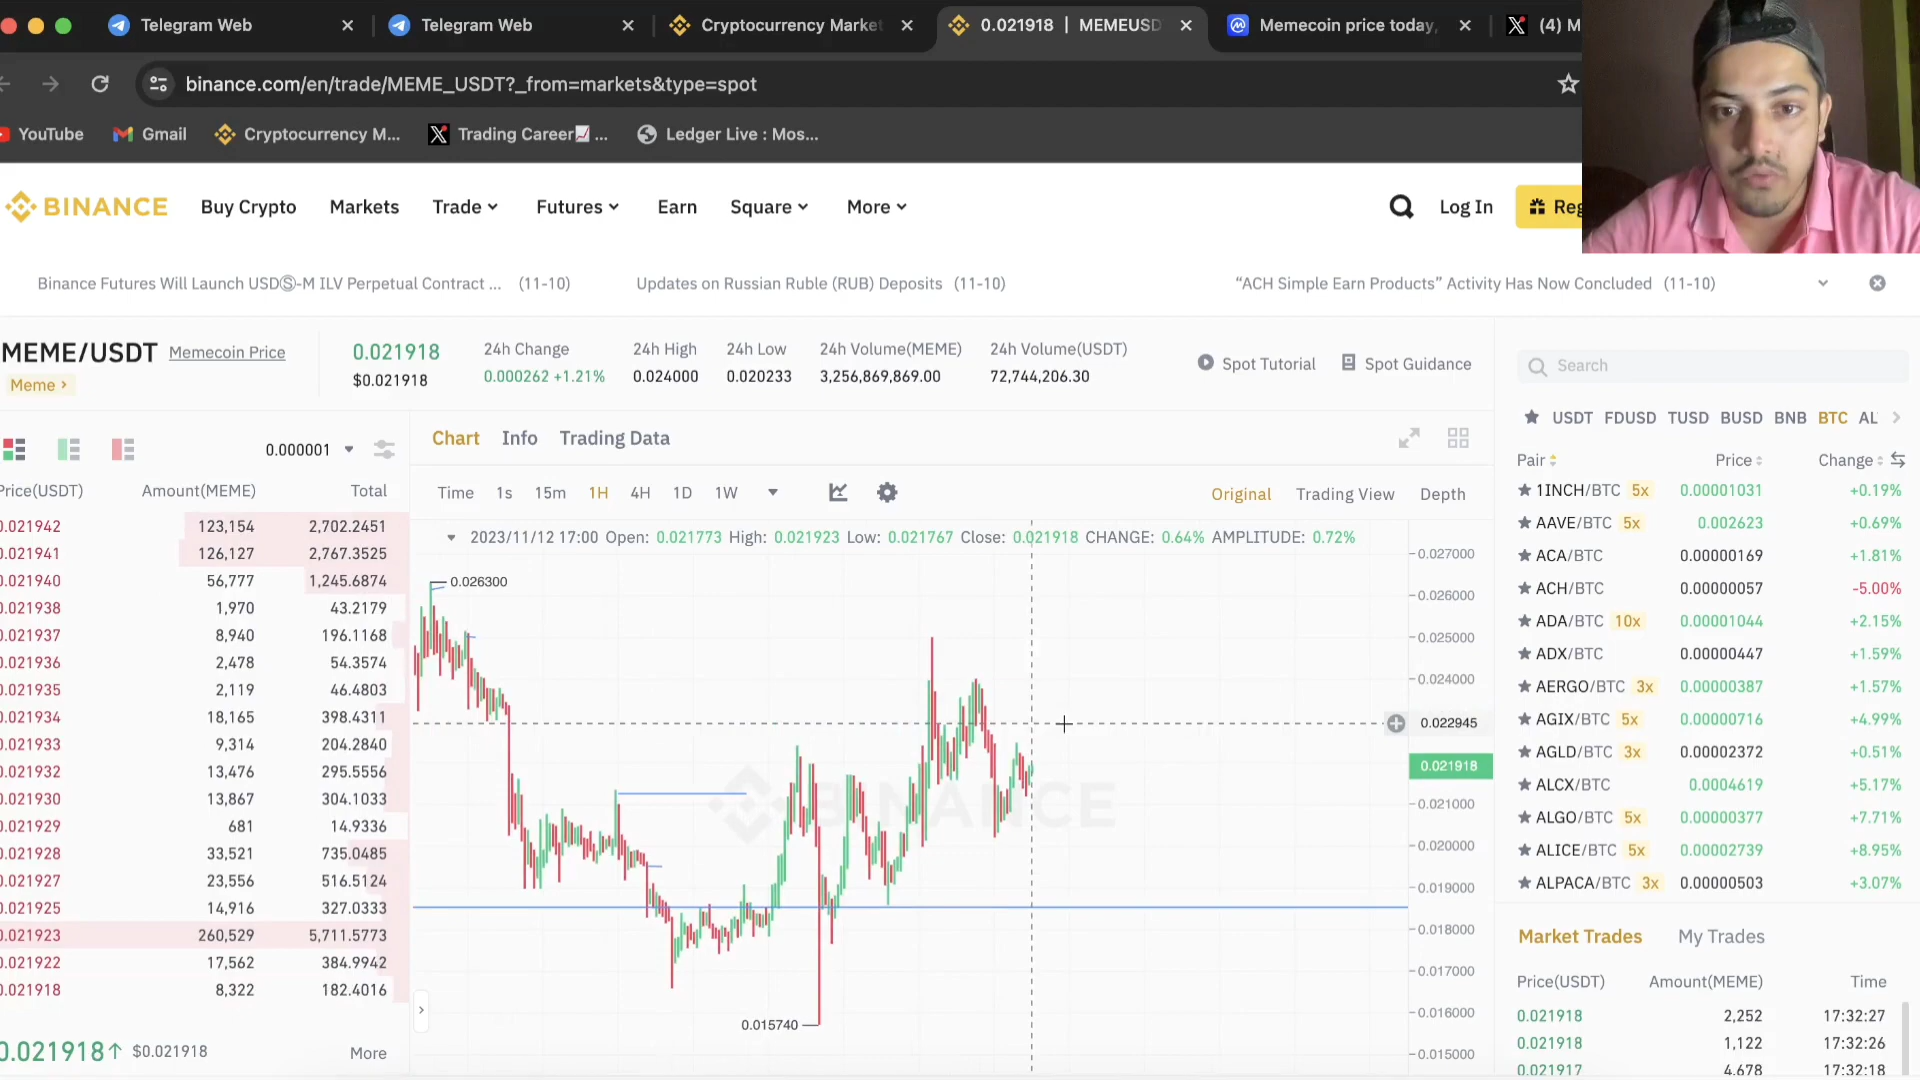 Telegram Web
Telegram Web
Cryptocurrency Market
0.021918 | MEMEUSD
Memecoin price today,
(4) M
binance.com/en/trade/MEME_USDT?_from=markets&type=spot
YouTube
Gmail
Cryptocurrency M...
Trading Career📈 ...
Ledger Live : Mos...
BINANCE
Buy Crypto
Markets
Trade
Futures
Earn
Square
More
Log In
Reg
Binance Futures Will Launch USDⓈ-M ILV Perpetual Contract ... (11-10)
Updates on Russian Ruble (RUB) Deposits (11-10)
“ACH Simple Earn Products” Activity Has Now Concluded (11-10)
MEME/USDT Memecoin Price
Meme
0.021918
$0.021918
24h Change
0.000262 +1.21%
24h High
0.024000
24h Low
0.020233
24h Volume(MEME)
3,256,869,869.00
24h Volume(USDT)
72,744,206.30
Spot Tutorial
Spot Guidance
0.000001
Price(USDT) Amount(MEME) Total
0.021942 123,154 2,702.2451
0.021941 126,127 2,767.3525
0.021940 56,777 1,245.6874
0.021938 1,970 43.2179
0.021937 8,940 196.1168
0.021936 2,478 54.3574
0.021935 2,119 46.4803
0.021934 18,165 398.4311
0.021933 9,314 204.2840
0.021932 13,476 295.5556
0.021930 13,867 304.1033
0.021929 681 14.9336
0.021928 33,521 735.0485
0.021927 23,556 516.5124
0.021925 14,916 327.0333
0.021923 260,529 5,711.5773
0.021922 17,562 384.9942
0.021918 8,322 182.4016
0.021918↑ $0.021918 More
Chart Info Trading Data
Time 1s 15m 1H 4H 1D 1W
Original Trading View Depth
2023/11/12 17:00 Open: 0.021773 High: 0.021923 Low: 0.021767 Close: 0.021918 CHANGE: 0.64% AMPLITUDE: 0.72%
0.026300
0.015740
BINANCE
0.027000
0.026000
0.025000
0.024000
0.022945
0.021918
0.021000
0.020000
0.019000
0.018000
0.017000
0.016000
0.015000
Search
USDT FDUSD TUSD BUSD BNB BTC AL
Pair Price Change
1INCH/BTC 5x 0.00001031 +0.19%
AAVE/BTC 5x 0.002623 +0.69%
ACA/BTC 0.00000169 +1.81%
ACH/BTC 0.00000057 -5.00%
ADA/BTC 10x 0.00001044 +2.15%
ADX/BTC 0.00000447 +1.59%
AERGO/BTC 3x 0.00000387 +1.57%
AGIX/BTC 5x 0.00000716 +4.99%
AGLD/BTC 3x 0.00002372 +0.51%
ALCX/BTC 0.0004619 +5.17%
ALGO/BTC 5x 0.00000377 +7.71%
ALICE/BTC 5x 0.00002739 +8.95%
ALPACA/BTC 3x 0.00000503 +3.07%
Market Trades My Trades
Price(USDT) Amount(MEME) Time
0.021918 2,252 17:32:27
0.021918 1,122 17:32:26
0.021917 4,678 17:32:18